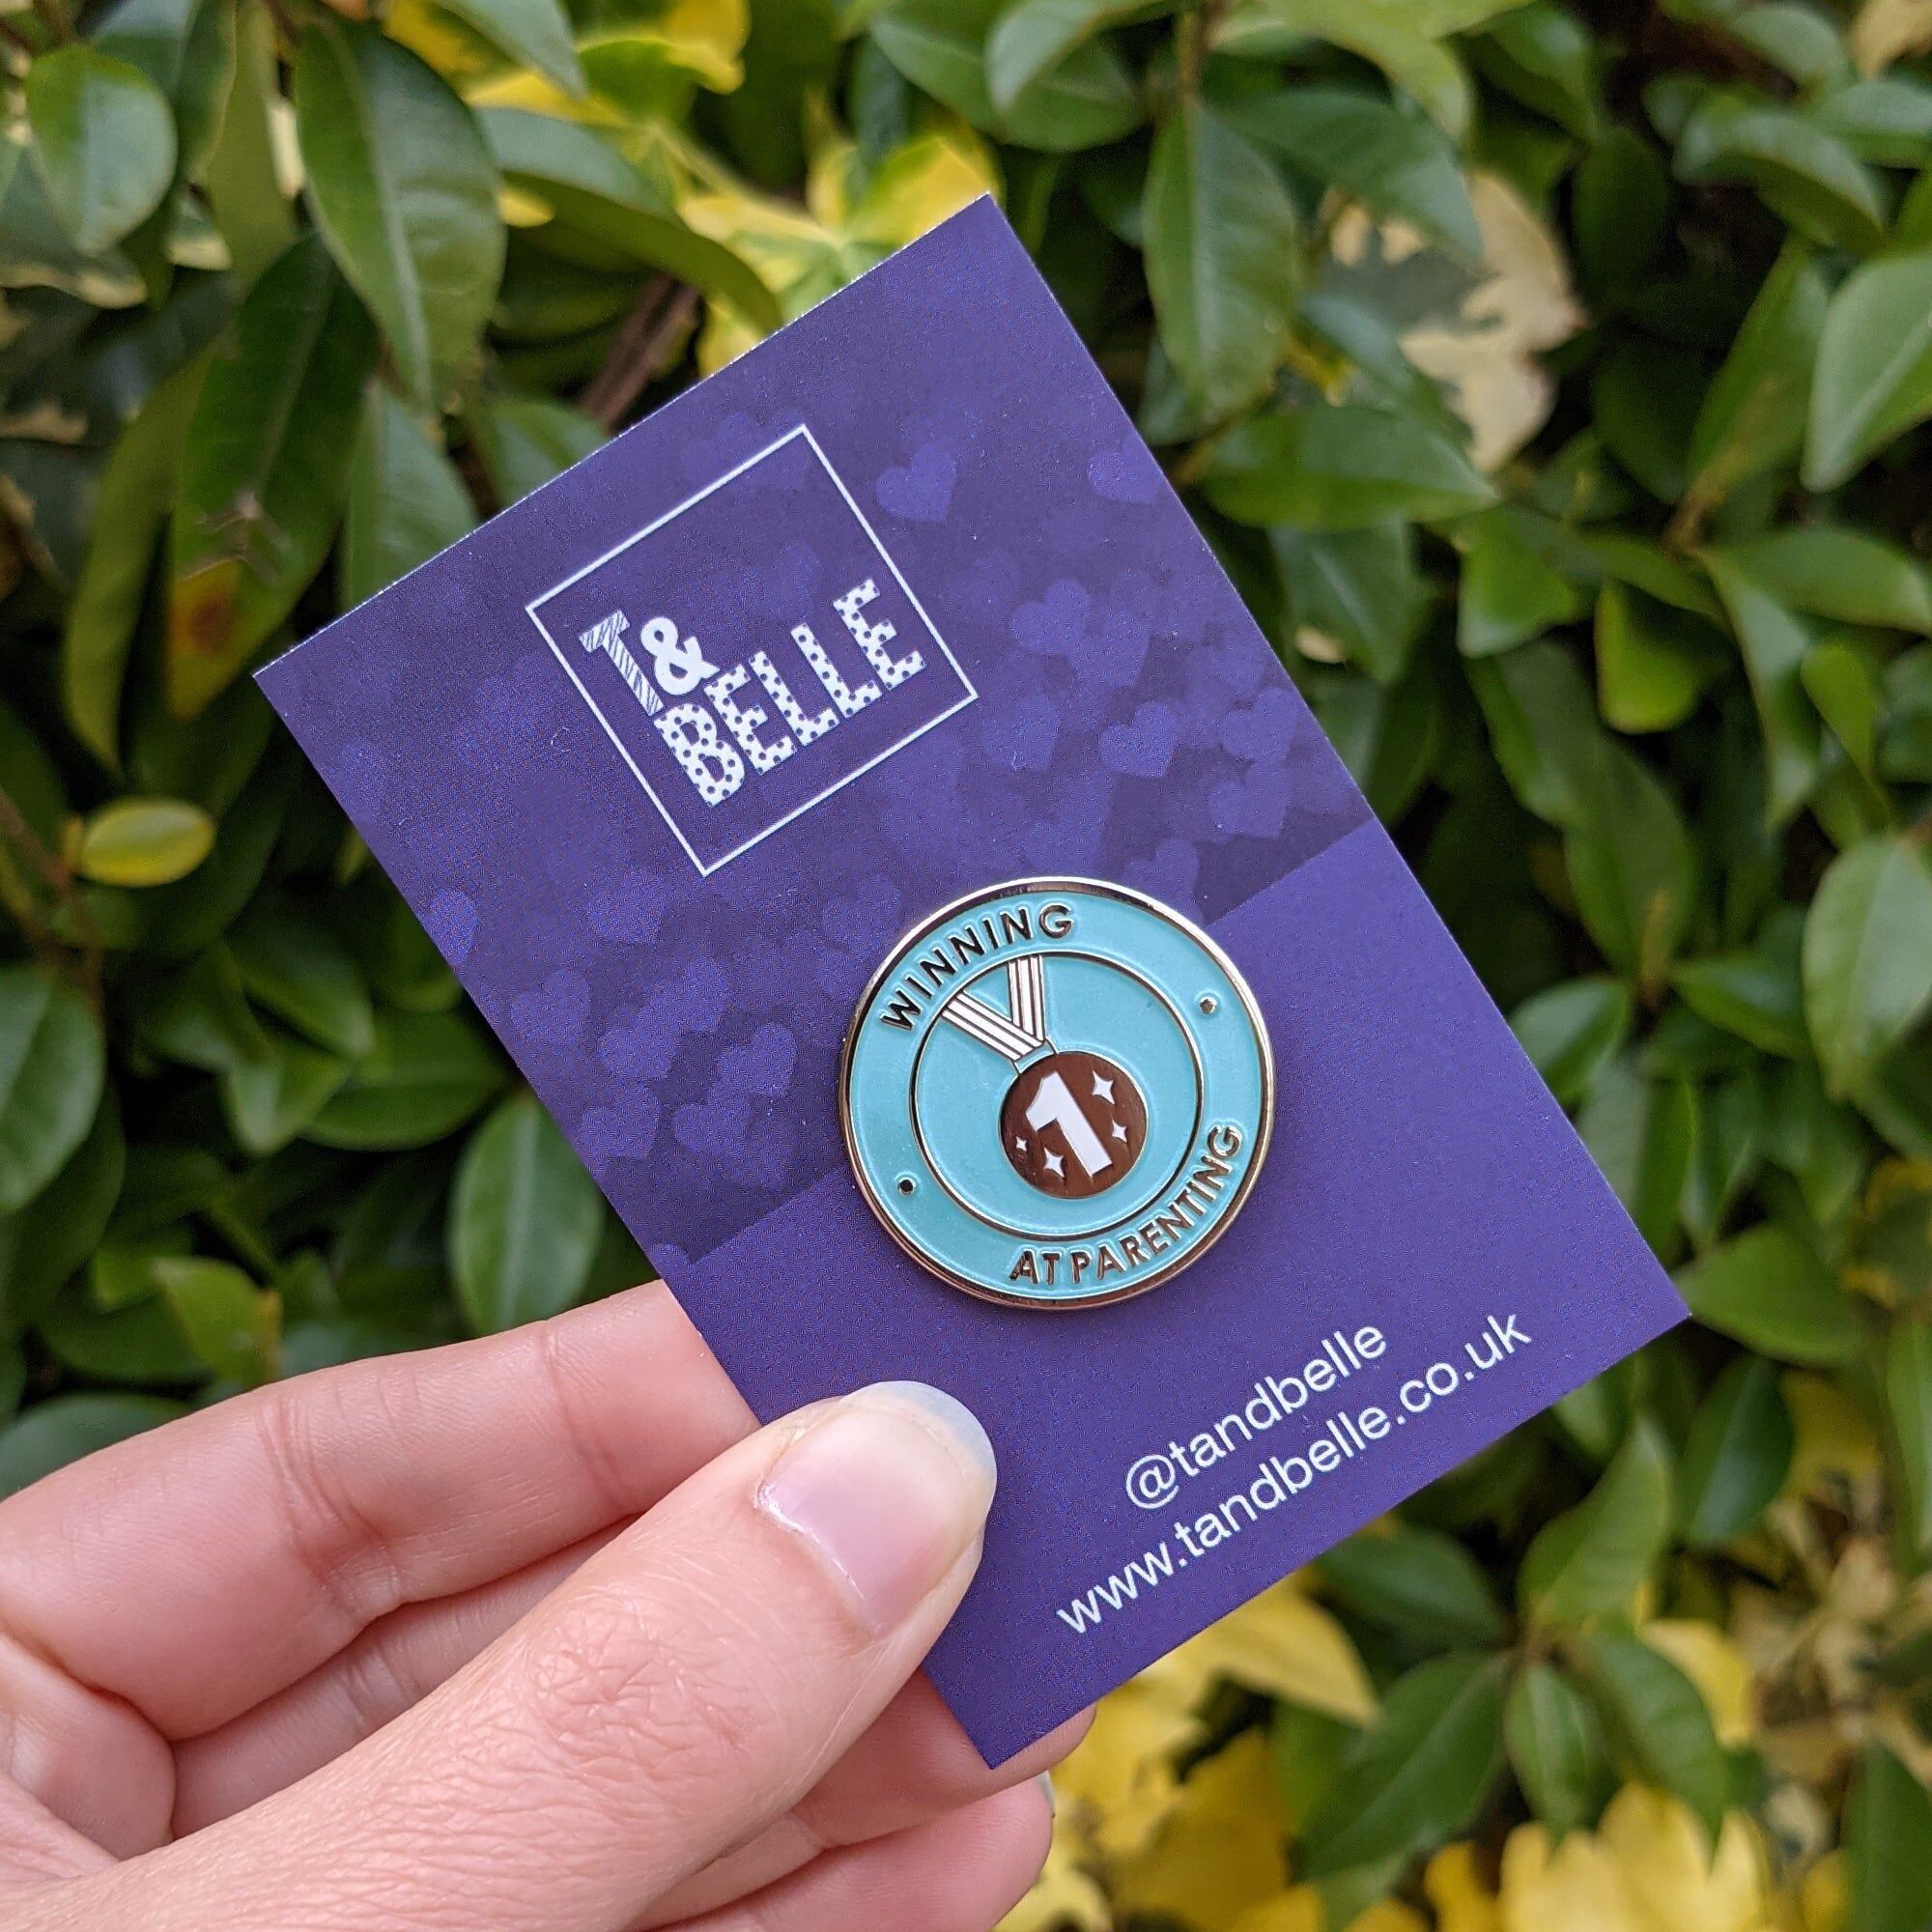 T&
BELLE
WINNING
1
AT PARENTING
@tandbelle
www.tandbelle.co.uk